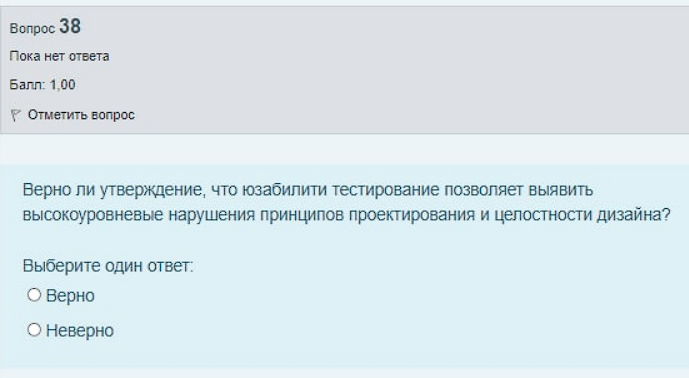 Вопрос 38
Пока нет ответа
Балл: 1,00
Отметить вопрос
Верно ли утверждение, что юзабилити тестирование позволяет выявить
высокоуровневые нарушения принципов проектирования и целостности дизайна?
Выберите один ответ:
Верно
Неверно